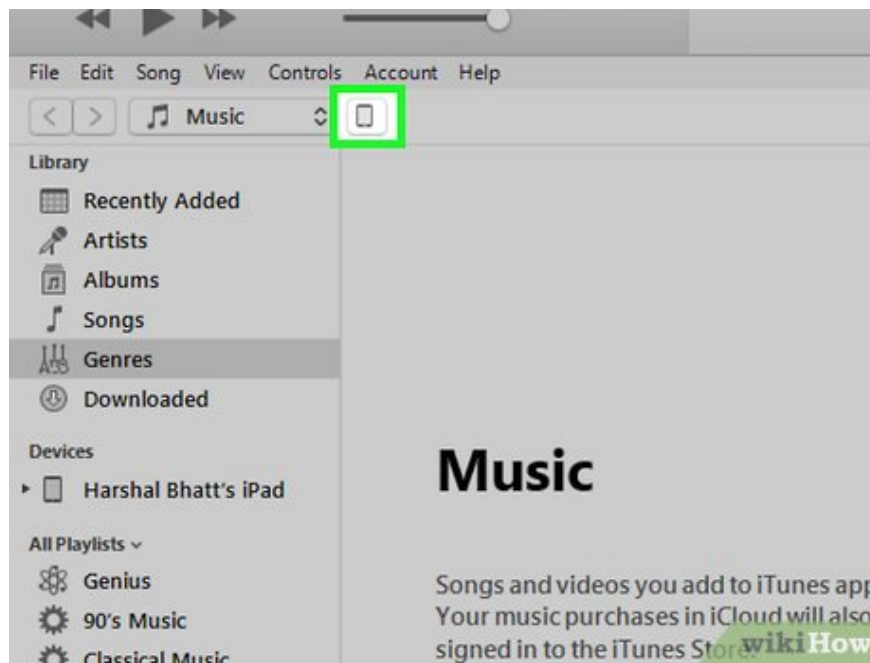 File Edit Song View Controls Account Help
Music
Library
Recently Added
Artists
Albums
Songs
Genres
Downloaded
Devices
Harshal Bhatt's iPad
All Playlists
Genius
90's Music
Classical Music
Music
Songs and videos you add to iTunes app
Your music purchases in iCloud will also
signed in to the iTunes Store.
wikiHow